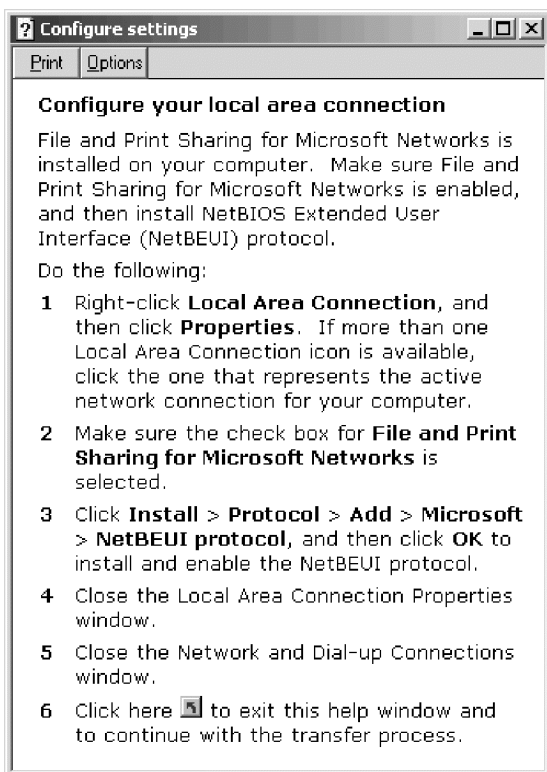 ? Configure settings
Print Options
Configure your local area connection
File and Print Sharing for Microsoft Networks is
installed on your computer. Make sure File and
Print Sharing for Microsoft Networks is enabled,
and then install NetBIOS Extended User
Interface (NetBEUI) protocol.
Do the following:
1 Right-click Local Area Connection, and
then click Properties. If more than one
Local Area Connection icon is available,
click the one that represents the active
network connection for your computer.
2 Make sure the check box for File and Print
Sharing for Microsoft Networks is
selected.
3 Click Install > Protocol > Add > Microsoft
> NetBEUI protocol, and then click OK to
install and enable the NetBEUI protocol.
4 Close the Local Area Connection Properties
window.
5 Close the Network and Dial-up Connections
window.
6 Click here to exit this help window and
to continue with the transfer process.